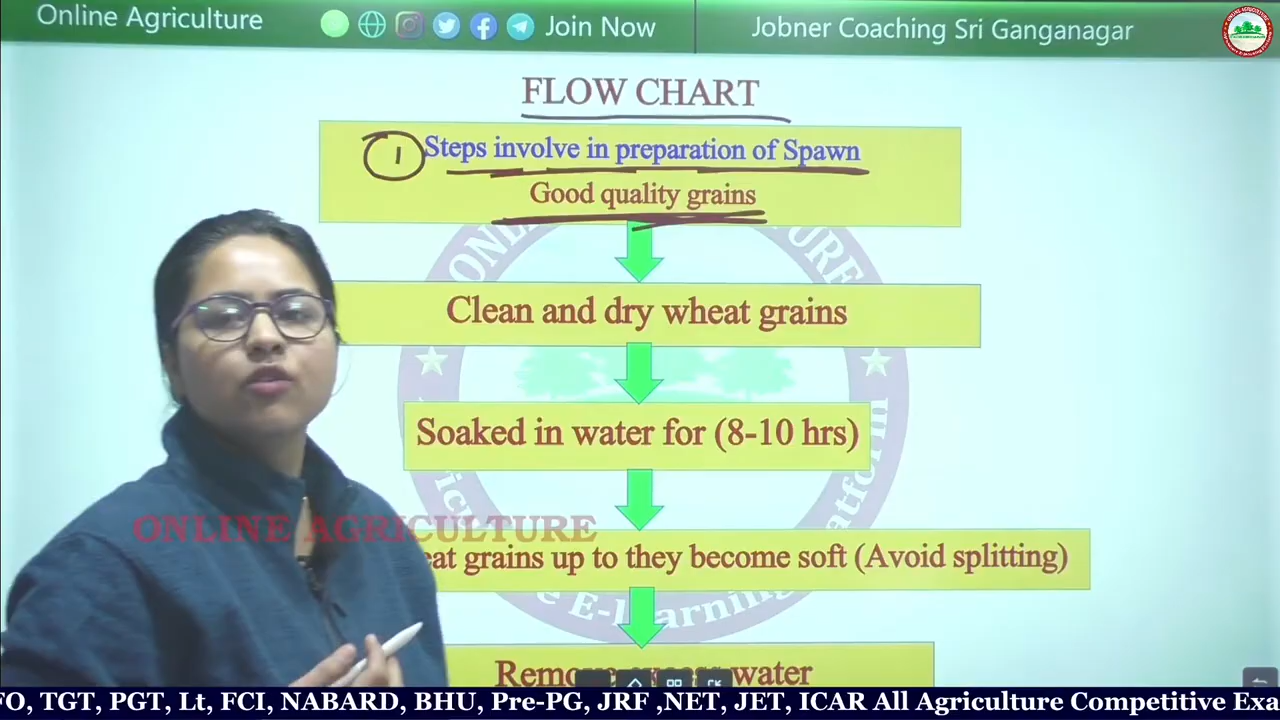 Online Agriculture
Join Now
Jobner Coaching Sri Ganganagar
FLOW CHART
1
Steps involve in preparation of Spawn
Good quality grains
Clean and dry wheat grains
Soaked in water for (8-10 hrs)
ONLINE AGRICULTURE
eat grains up to they become soft (Avoid splitting)
Remove excess water
FO, TGT, PGT, Lt, FCI, NABARD, BHU, Pre-PG, JRF ,NET, JET, ICAR All Agriculture Competitive Exa